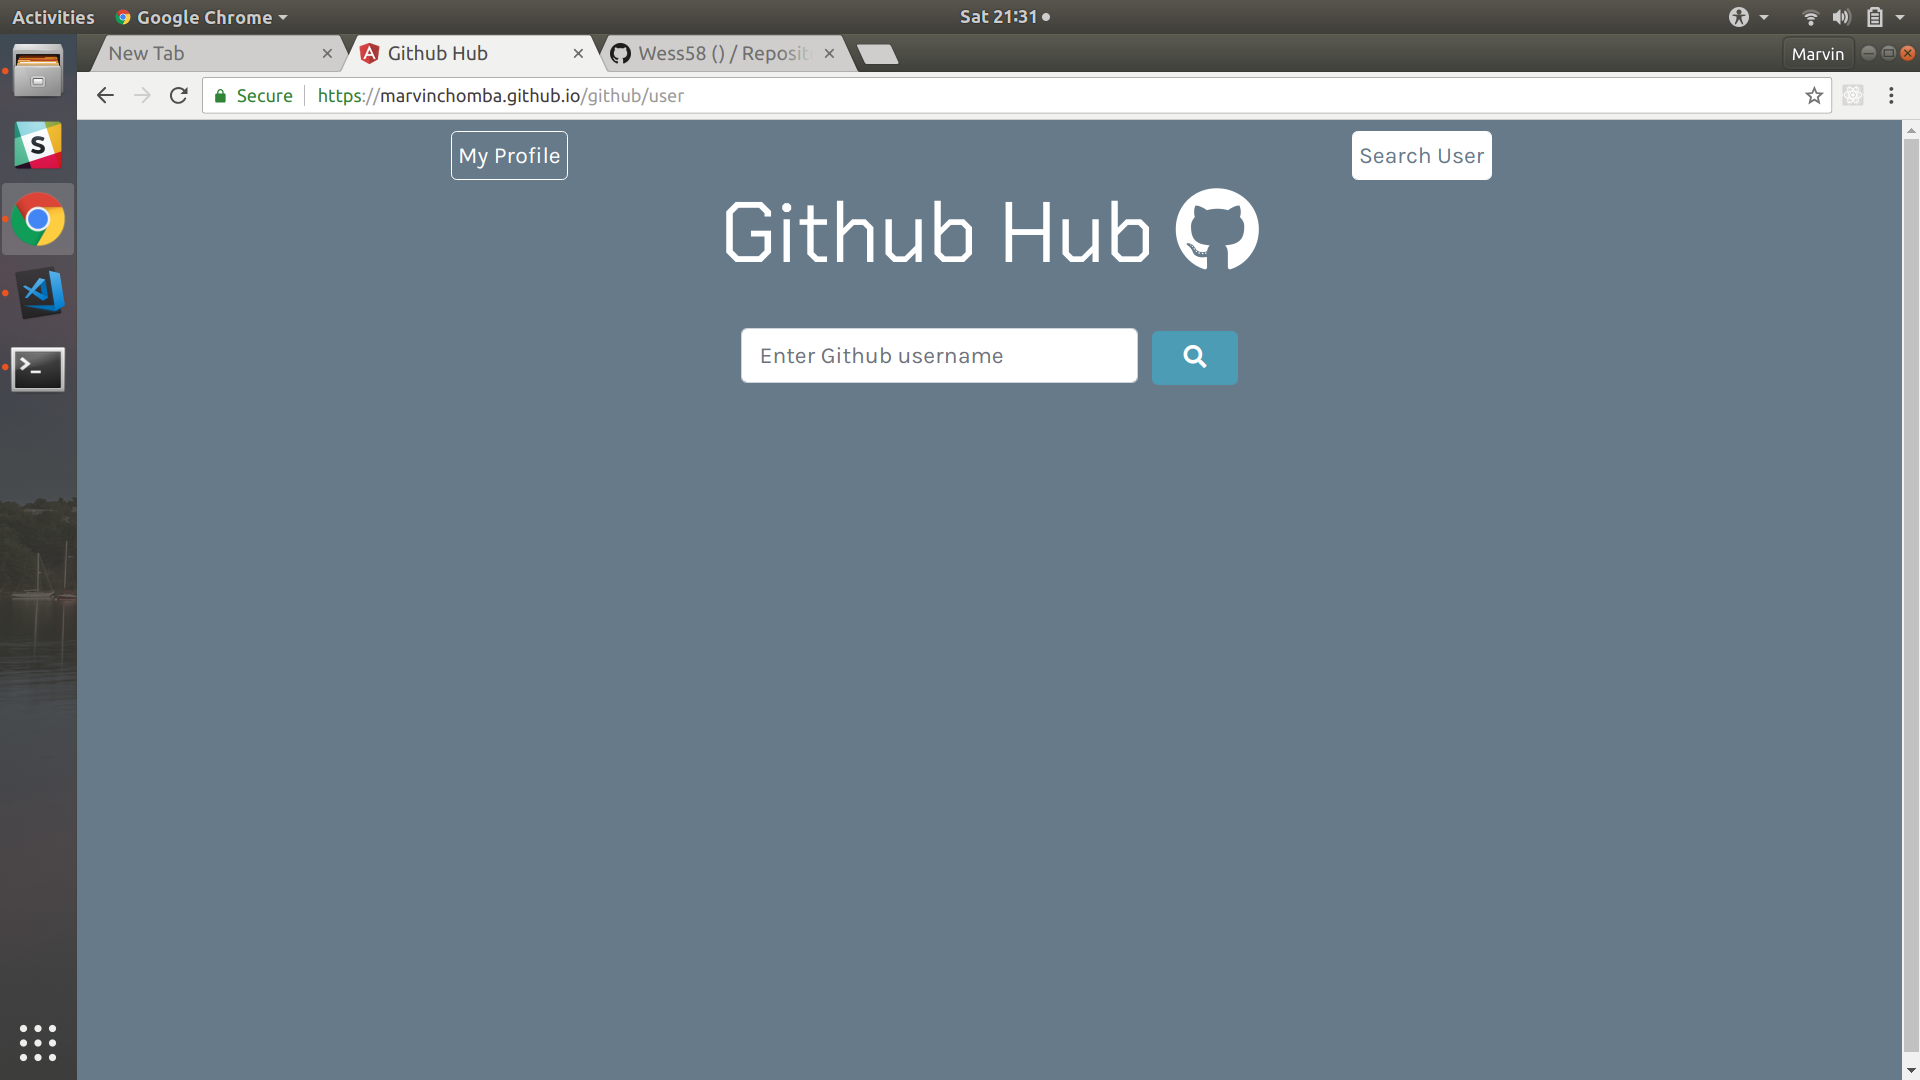 Activities
Google Chrome
Sat 21:31
New Tab
Github Hub
Wess58 () / Reposit
Marvin
Secure
https://marvinchomba.github.io/github/user
My Profile
Search User
Github Hub
Enter Github username
S
>_